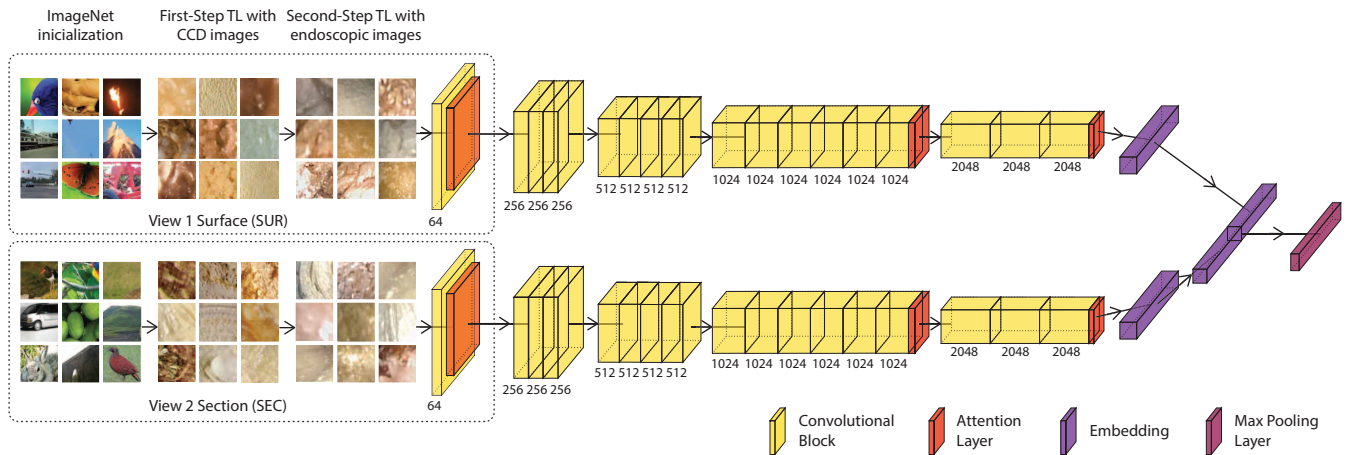 ImageNet
inicialization
First-Step TL with
CCD images
Second-Step TL with
endoscopic images
View 1 Surface (SUR)
64
256 256 256
512 512 512 512
1024 1024 1024 1024 1024 1024
2048 2048 2048
View 2 Section (SEC)
64
256 256 256
512 512 512 512
1024 1024 1024 1024 1024 1024
2048 2048 2048
Convolutional
Block
Attention
Layer
Embedding
Max Pooling
Layer